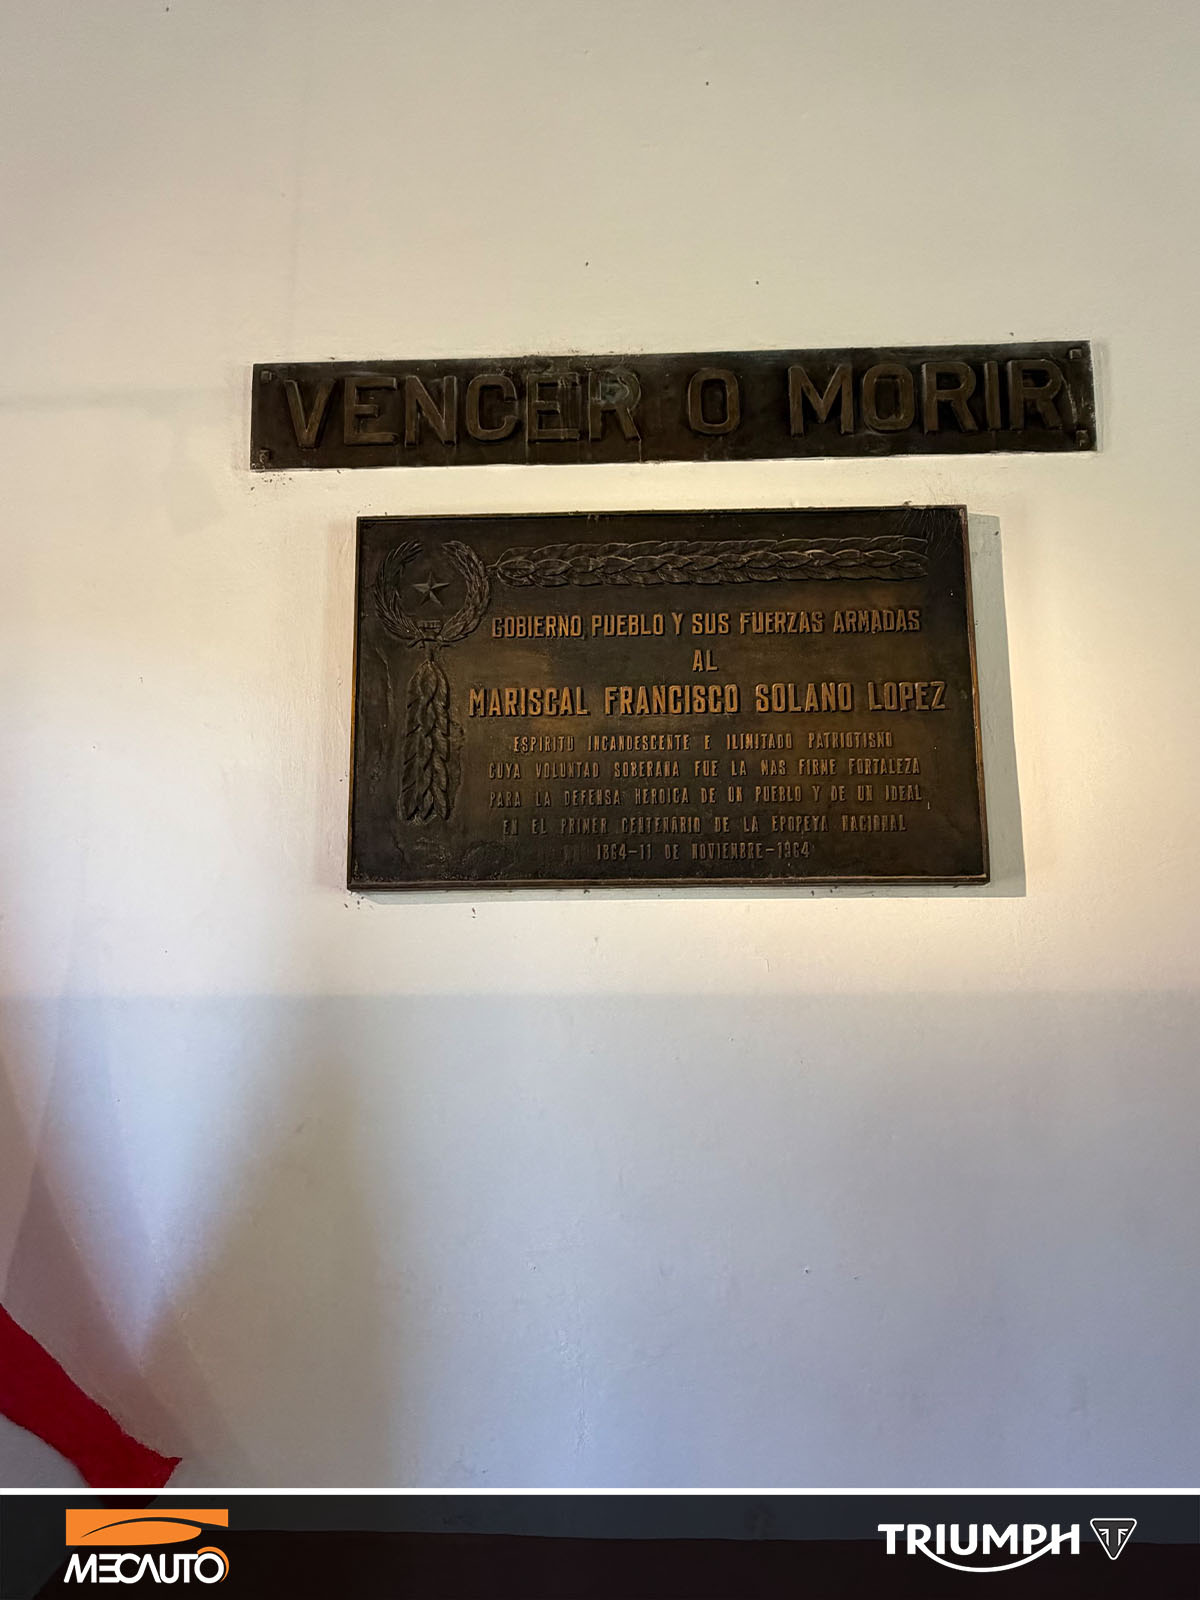 VENCER O MORIR
GOBIERNO, PUEBLO Y SUS FUERZAS ARMADAS
AL
MARISCAL FRANCISCO SOLANO LOPEZ
ESPIRITU INCANDESCENTE E ILIMITADO PATRIOTISMO
CUYA VOLUNTAD SOBERANA FUE LA MAS FIRME FORTALEZA
PARA LA DEFENSA HEROICA DE UN PUEBLO Y DE UN IDEAL,
EN EL PRIMER CENTENARIO DE LA EPOPEYA NACIONAL
1864-11 DE NOVIEMBRE-1964
MECAUTO
TRIUMPH